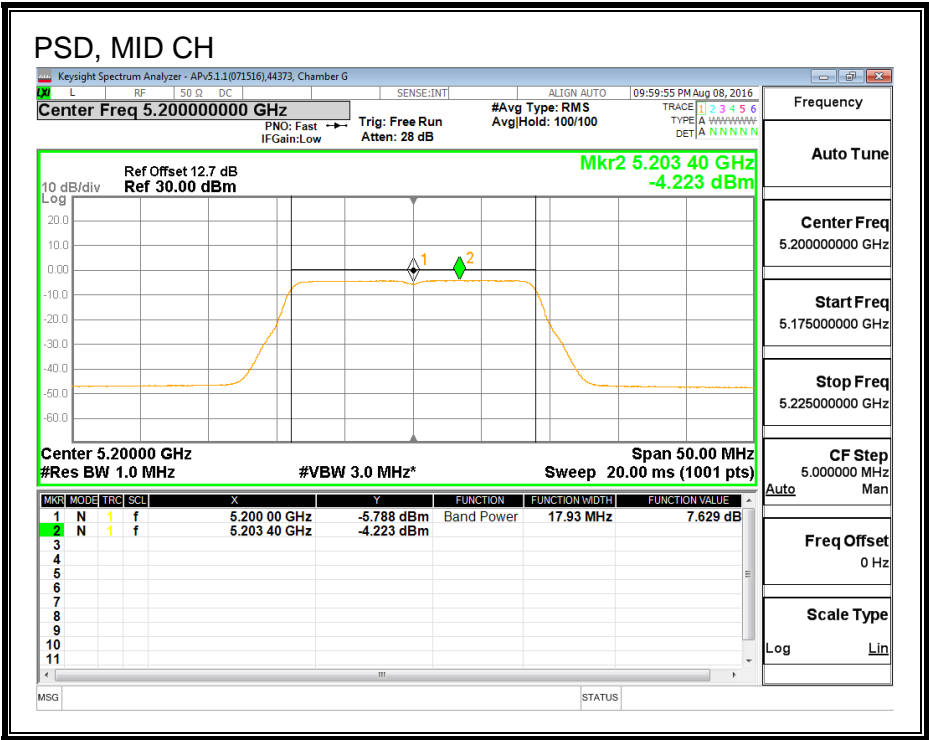 PSD, MID CH
Keysight Spectrum Analyzer - APv5.1.1(071516),44373, Chamber G
LXI L RF 50 Ω DC SENSE:INT ALIGN AUTO 09:59:55 PM Aug 08, 2016
Center Freq 5.200000000 GHz
PNO: Fast
IFGain:Low
Trig: Free Run
Atten: 28 dB
#Avg Type: RMS
Avg|Hold: 100/100
TRACE 1 2 3 4 5 6
TYPE A WWWWW
DET A N N N N N
Frequency
Auto Tune
Center Freq
5.200000000 GHz
Start Freq
5.175000000 GHz
Stop Freq
5.225000000 GHz
CF Step
5.000000 MHz
Auto Man
Freq Offset
0 Hz
Scale Type
Log Lin
Mkr2 5.203 40 GHz
-4.223 dBm
Ref Offset 12.7 dB
10 dB/div Ref 30.00 dBm
Log
20.0
10.0
0.00
-10.0
-20.0
-30.0
-40.0
-50.0
-60.0
1
2
Center 5.20000 GHz Span 50.00 MHz
#Res BW 1.0 MHz #VBW 3.0 MHz* Sweep 20.00 ms (1001 pts)
MKR MODE TRC SCL X Y FUNCTION FUNCTION WIDTH FUNCTION VALUE
1 N 1 f 5.200 00 GHz -5.788 dBm Band Power 17.93 MHz 7.629 dB
2 N 1 f 5.203 40 GHz -4.223 dBm
3
4
5
6
7
8
9
10
11
MSG STATUS